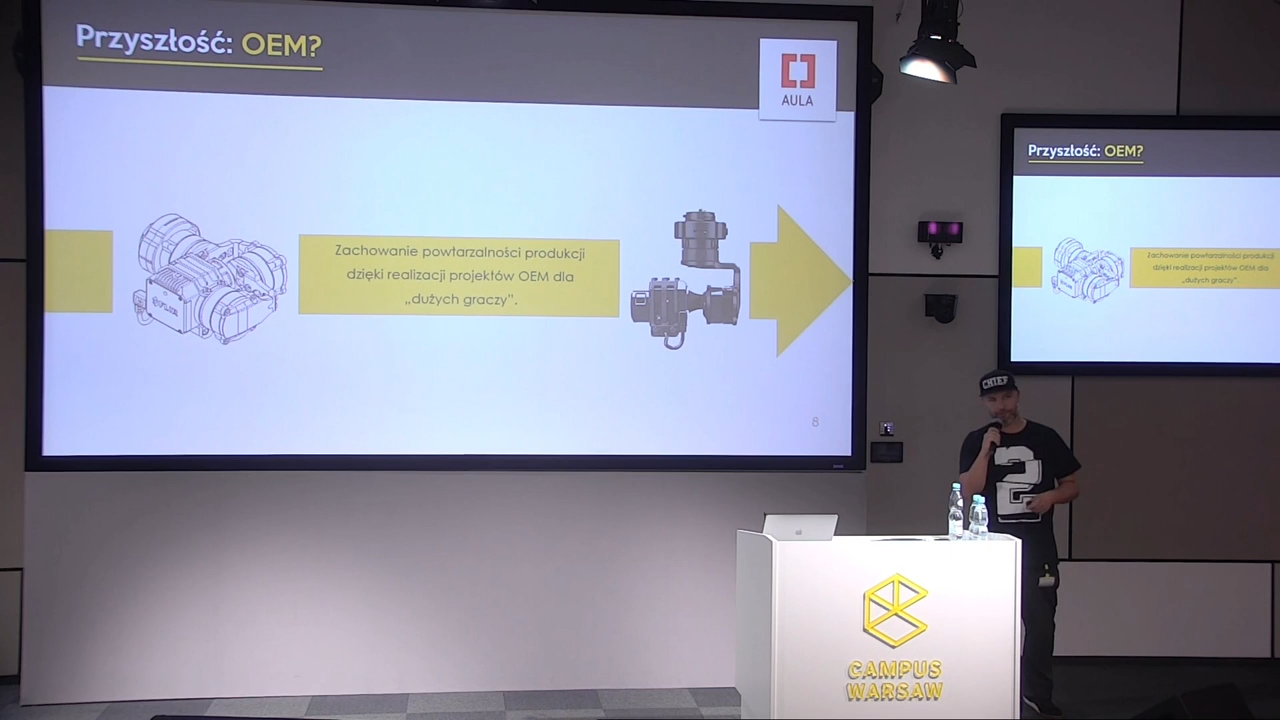 Przyszłość: OEM?
AULA
Zachowanie powtarzalności produkcji
dzięki realizacji projektów OEM dla
„dużych graczy”.
8
Przyszłość: OEM?
Zachowanie powtarzalności produkcji
dzięki realizacji projektów OEM dla
„dużych graczy”.
CHIEF
2
CAMPUS
WARSAW